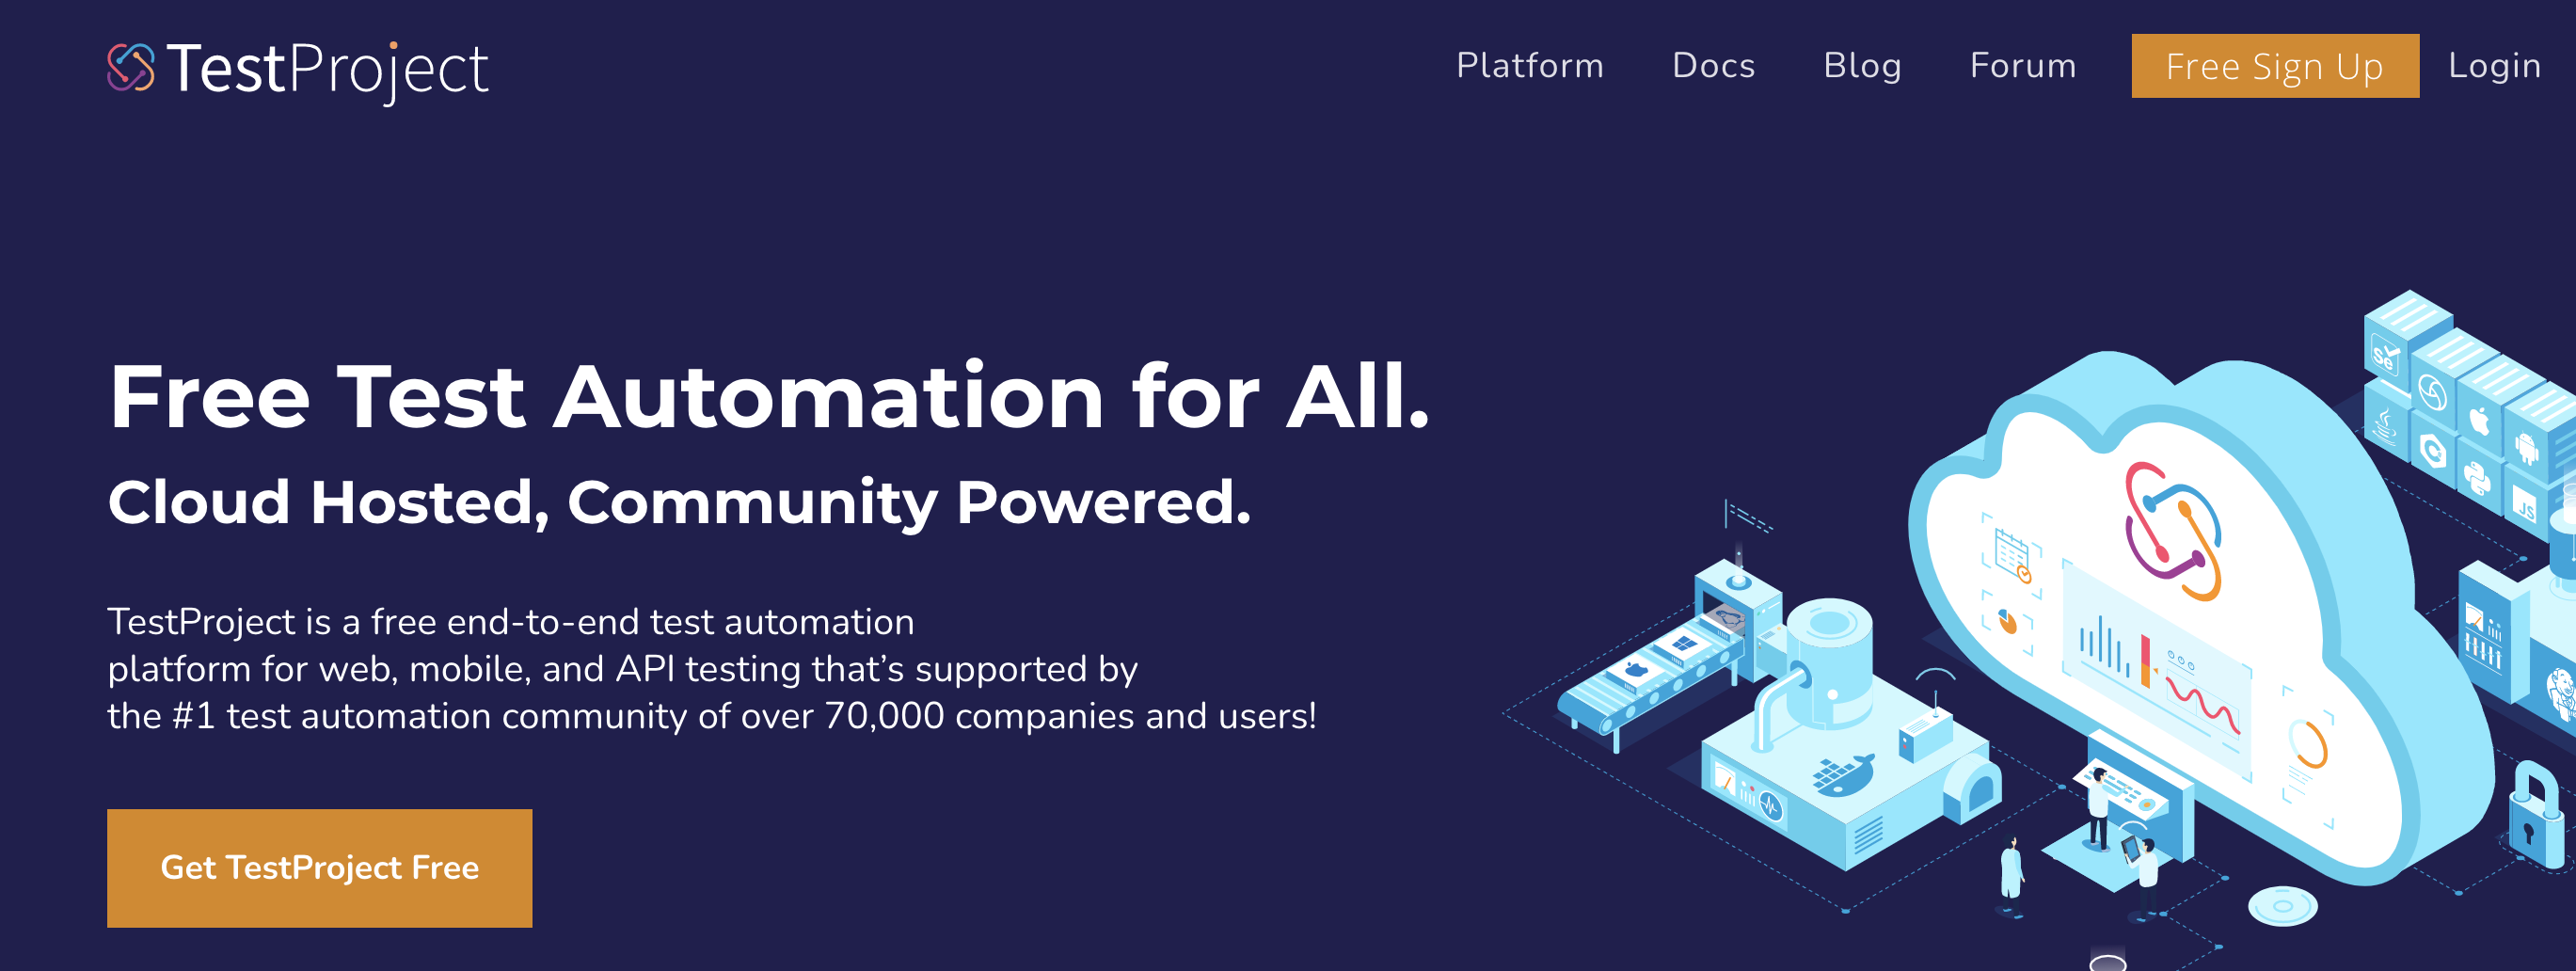 TestProject
Platform Docs Blog Forum Free Sign Up Login
Free Test Automation for All.
Cloud Hosted, Community Powered.
TestProject is a free end-to-end test automation
platform for web, mobile, and API testing that’s supported by
the #1 test automation community of over 70,000 companies and users!
Get TestProject Free
Se
C
JS